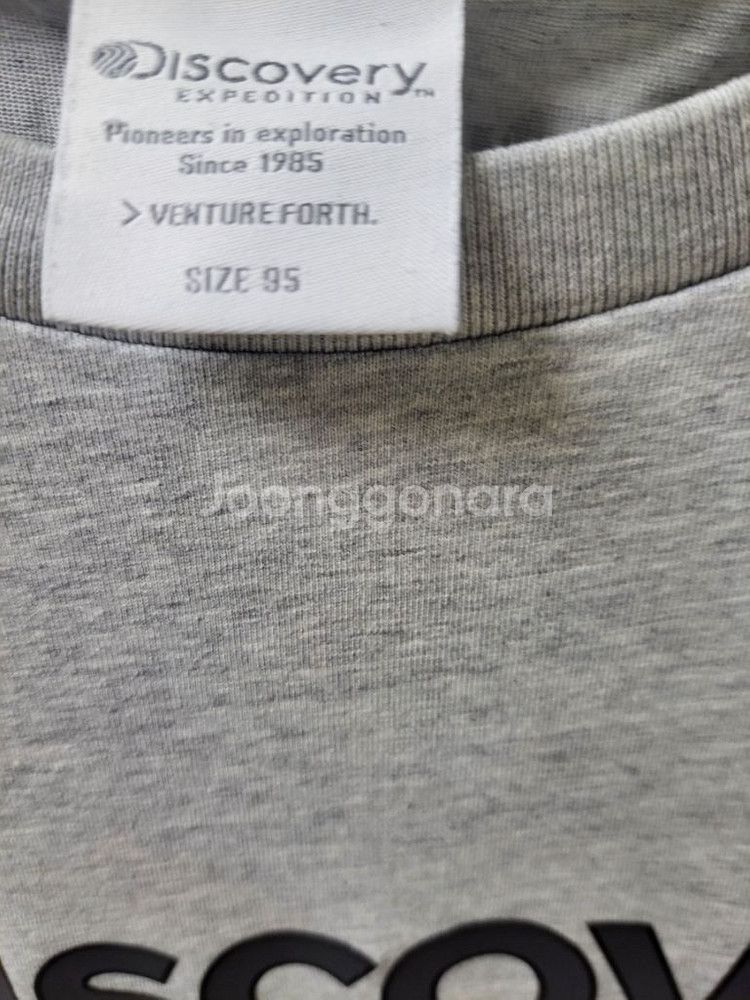 Discovery
EXPEDITION™
Pioneers in exploration
Since 1985
> VENTURE FORTH.
SIZE 95
Joonggonara
scov